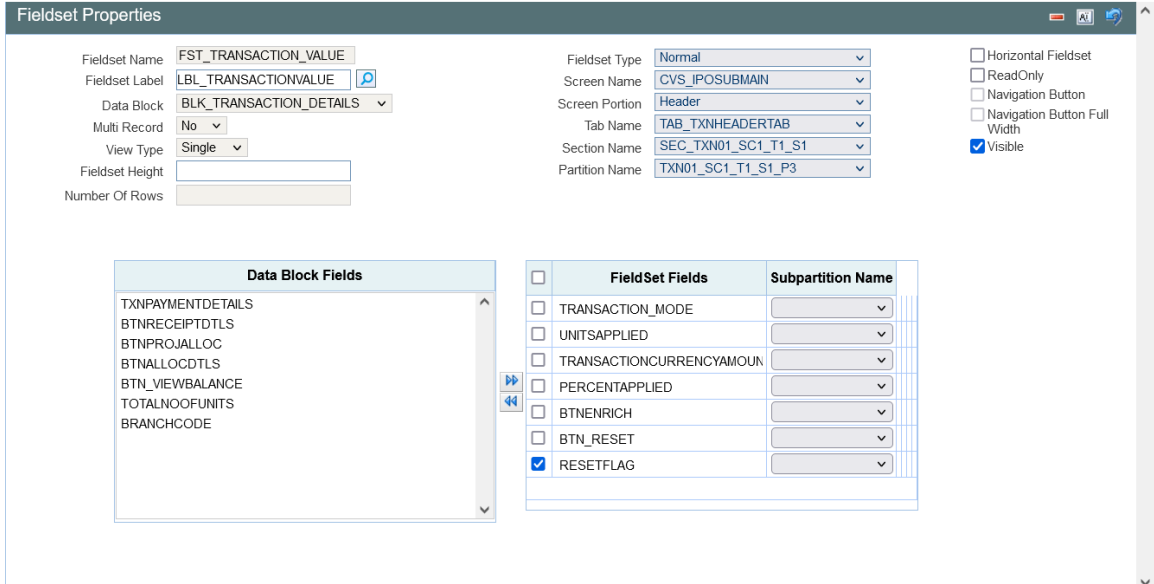 Fieldset Properties
Fieldset Name FST_TRANSACTION_VALUE
Fieldset Label LBL_TRANSACTIONVALUE
Data Block BLK_TRANSACTION_DETAILS
Multi Record No
View Type Single
Fieldset Height
Number Of Rows
Fieldset Type Normal
Screen Name CVS_IPOSUBMAIN
Screen Portion Header
Tab Name TAB_TXNHEADERTAB
Section Name SEC_TXN01_SC1_T1_S1
Partition Name TXN01_SC1_T1_S1_P3
Horizontal Fieldset
ReadOnly
Navigation Button
Navigation Button Full
Width
Visible
Data Block Fields
TXNPAYMENTDETAILS
BTNRECEIPTDTLS
BTNPROJALLOC
BTNALLOCDTLS
BTN_VIEWBALANCE
TOTALNOOFUNITS
BRANCHCODE
FieldSet Fields Subpartition Name
TRANSACTION_MODE
UNITSAPPLIED
TRANSACTIONCURRENCYAMOUN
PERCENTAPPLIED
BTNENRICH
BTN_RESET
RESETFLAG